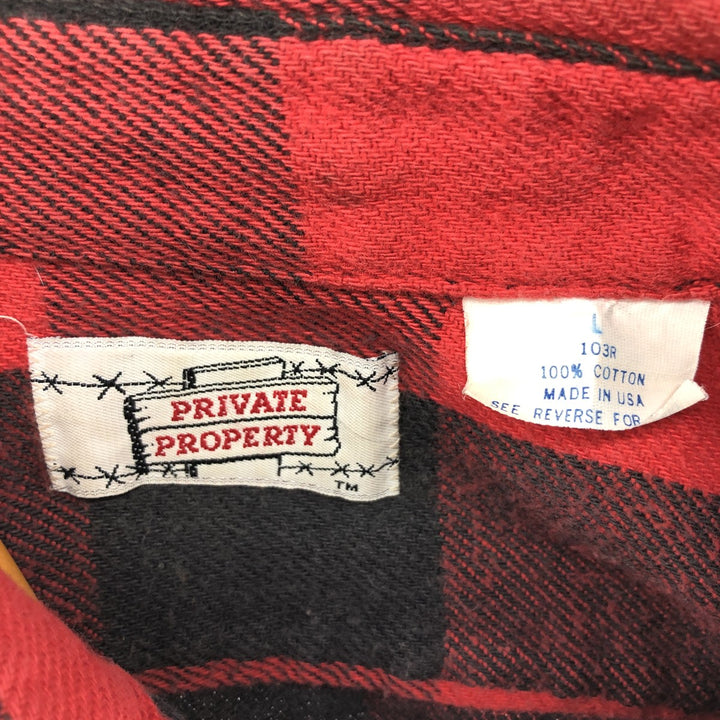 PRIVATE
PROPERTY
TM
L
103R
100% COTTON
MADE IN USA
SEE REVERSE FOR